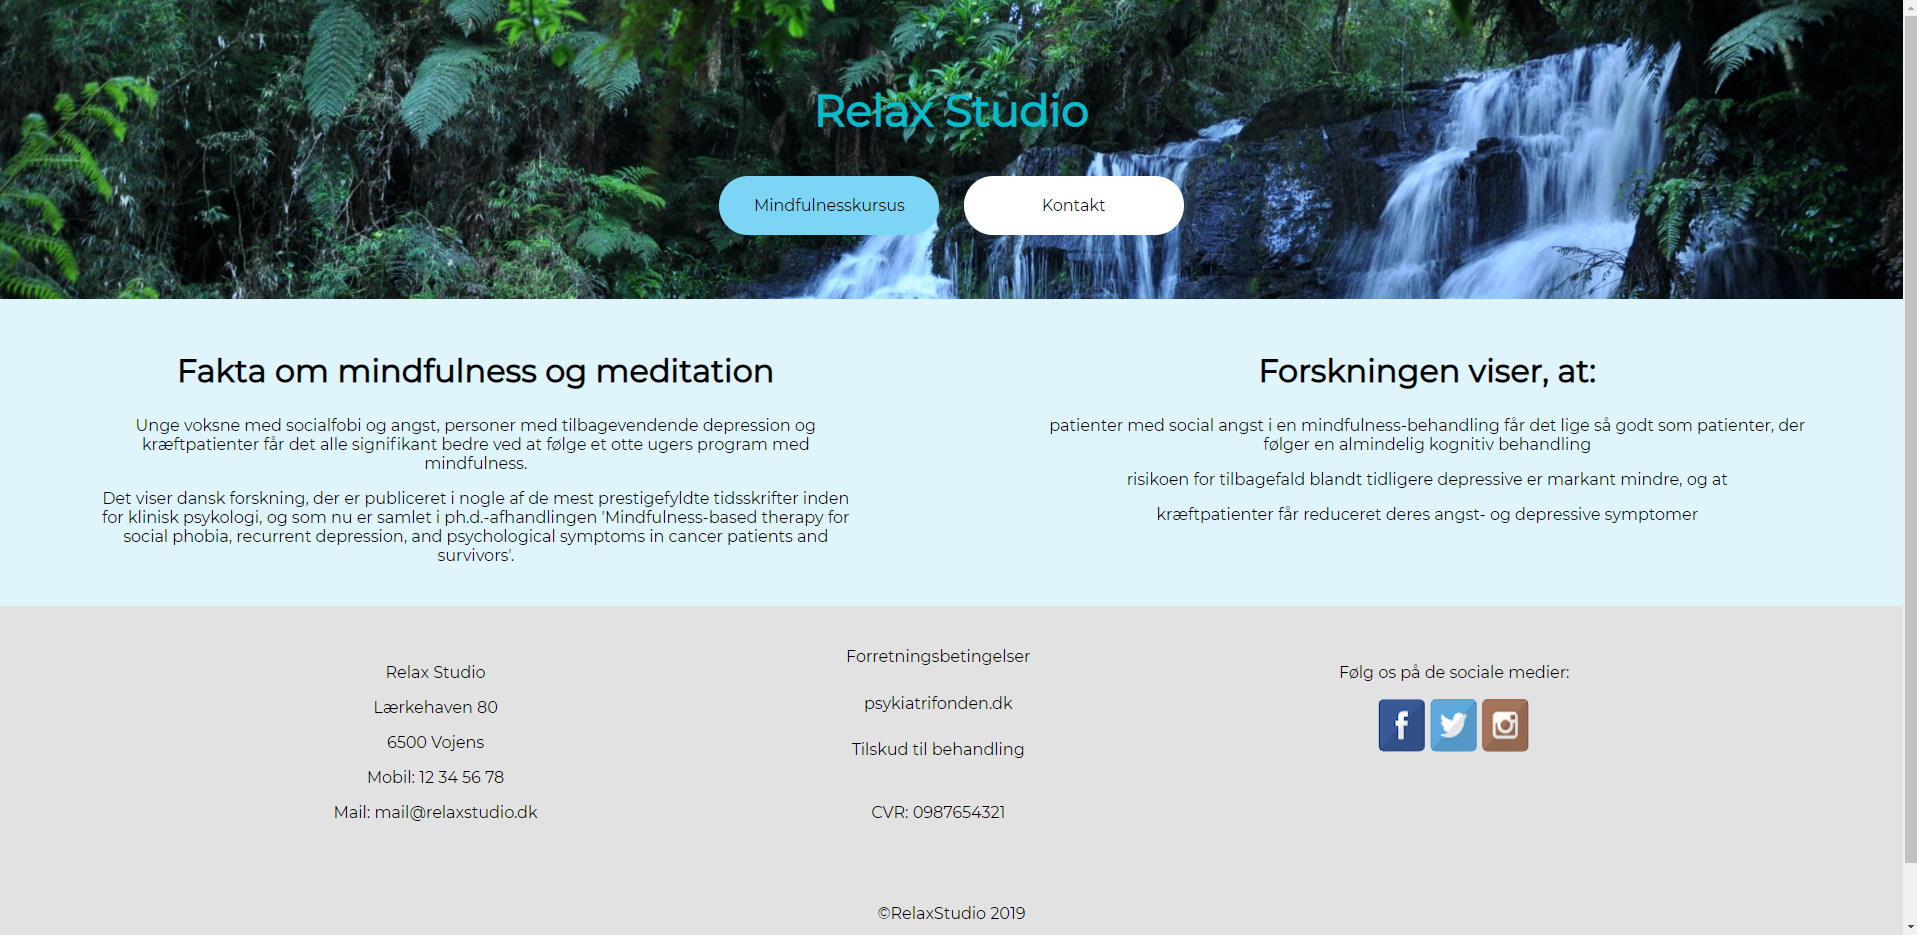 Relax Studio
Mindfulnesskursus
Kontakt
Fakta om mindfulness og meditation
Unge voksne med socialfobi og angst, personer med tilbagevendende depression og
kræftpatienter får det alle signifikant bedre ved at følge et otte ugers program med
mindfulness.
Det viser dansk forskning, der er publiceret i nogle af de mest prestigefyldte tidsskrifter inden
for klinisk psykologi, og som nu er samlet i ph.d.-afhandlingen 'Mindfulness-based therapy for
social phobia, recurrent depression, and psychological symptoms in cancer patients and
survivors'.
Forskningen viser, at:
patienter med social angst i en mindfulness-behandling får det lige så godt som patienter, der
følger en almindelig kognitiv behandling
risikoen for tilbagefald blandt tidligere depressive er markant mindre, og at
kræftpatienter får reduceret deres angst- og depressive symptomer
Relax Studio
Lærkehaven 80
6500 Vojens
Mobil: 12 34 56 78
Mail: mail@relaxstudio.dk
Forretningsbetingelser
psykiatrifonden.dk
Tilskud til behandling
CVR: 0987654321
Følg os på de sociale medier:
©RelaxStudio 2019